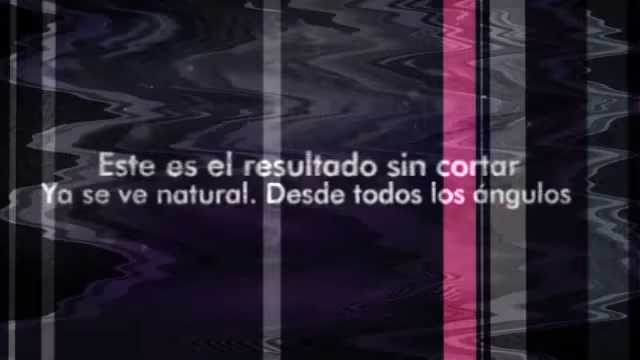 Este es el resultado sin cortar
Ya se ve natural. Desde todos los ángulos